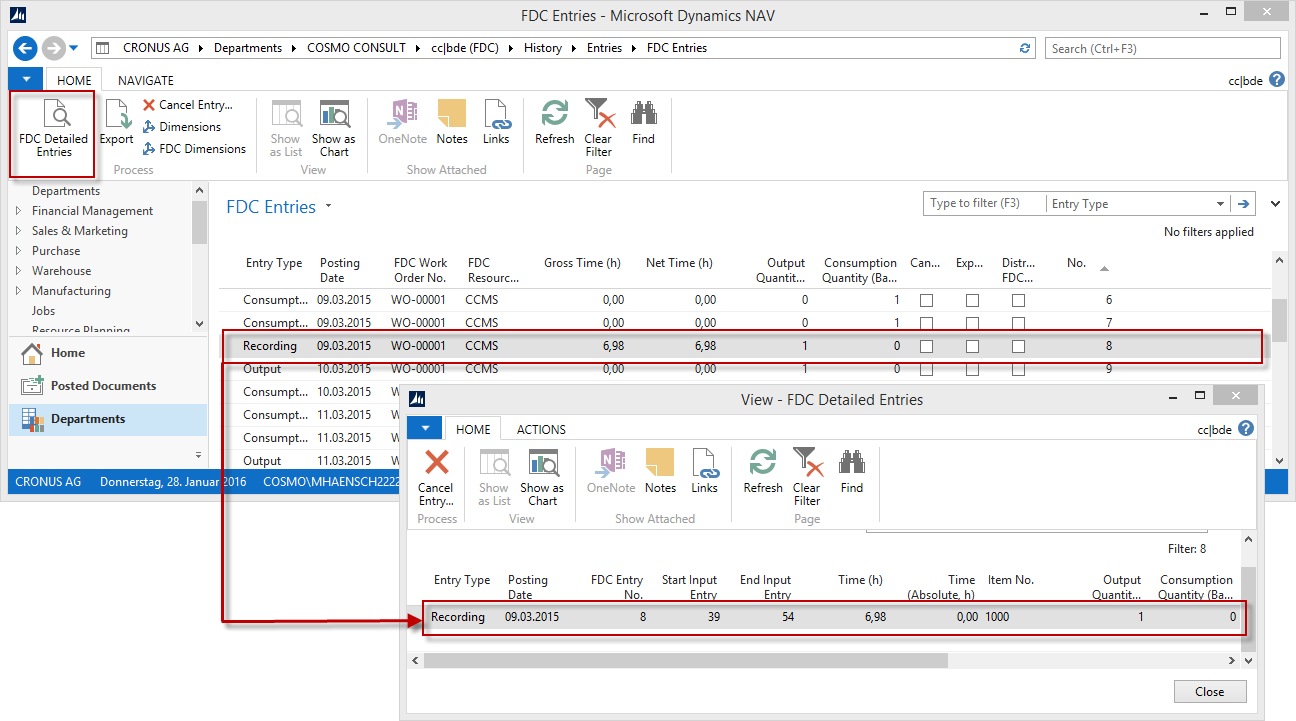 FDC Entries - Microsoft Dynamics NAV
CRONUS AG Departments COSMO CONSULT cc|bde (FDC) History Entries FDC Entries
Search (Ctrl+F3)
HOME NAVIGATE
cc|bde
FDC Detailed Entries
Export
Cancel Entry...
Dimensions
FDC Dimensions
Process
Show as List
Show as Chart
View
OneNote
Notes
Links
Show Attached
Refresh
Clear Filter
Find
Page
Departments
Financial Management
Sales & Marketing
Purchase
Warehouse
Manufacturing
Jobs
Resource Planning
Home
Posted Documents
Departments
FDC Entries
Type to filter (F3) Entry Type
No filters applied
Entry Type Posting Date FDC Work Order No. FDC Resourc... Gross Time (h) Net Time (h) Output Quantit... Consumption Quantity (Ba... Can... Exp... Distr... FDC... No.
Consumpt... 09.03.2015 WO-00001 CCMS 0,00 0,00 0 1 6
Consumpt... 09.03.2015 WO-00001 CCMS 0,00 0,00 0 1 7
Recording 09.03.2015 WO-00001 CCMS 6,98 6,98 1 0 8
Output 10.03.2015 WO-00001 CCMS 0,00 0,00 1 0 9
Consumpt... 10.03.2015
Consumpt... 11.03.2015
Consumpt... 11.03.2015
Output 11.03.2015
CRONUS AG Donnerstag, 28. Januar 2016 COSMO\MHAENSCH2222
View - FDC Detailed Entries
HOME ACTIONS
cc|bde
Cancel Entry...
Process
Show as List
Show as Chart
View
OneNote
Notes
Links
Show Attached
Refresh
Clear Filter
Find
Page
Filter: 8
Entry Type Posting Date FDC Entry No. Start Input Entry End Input Entry Time (h) Time (Absolute, h) Item No. Output Quantit... Consumption Quantity (Ba...
Recording 09.03.2015 8 39 54 6,98 0,00 1000 1 0
Close